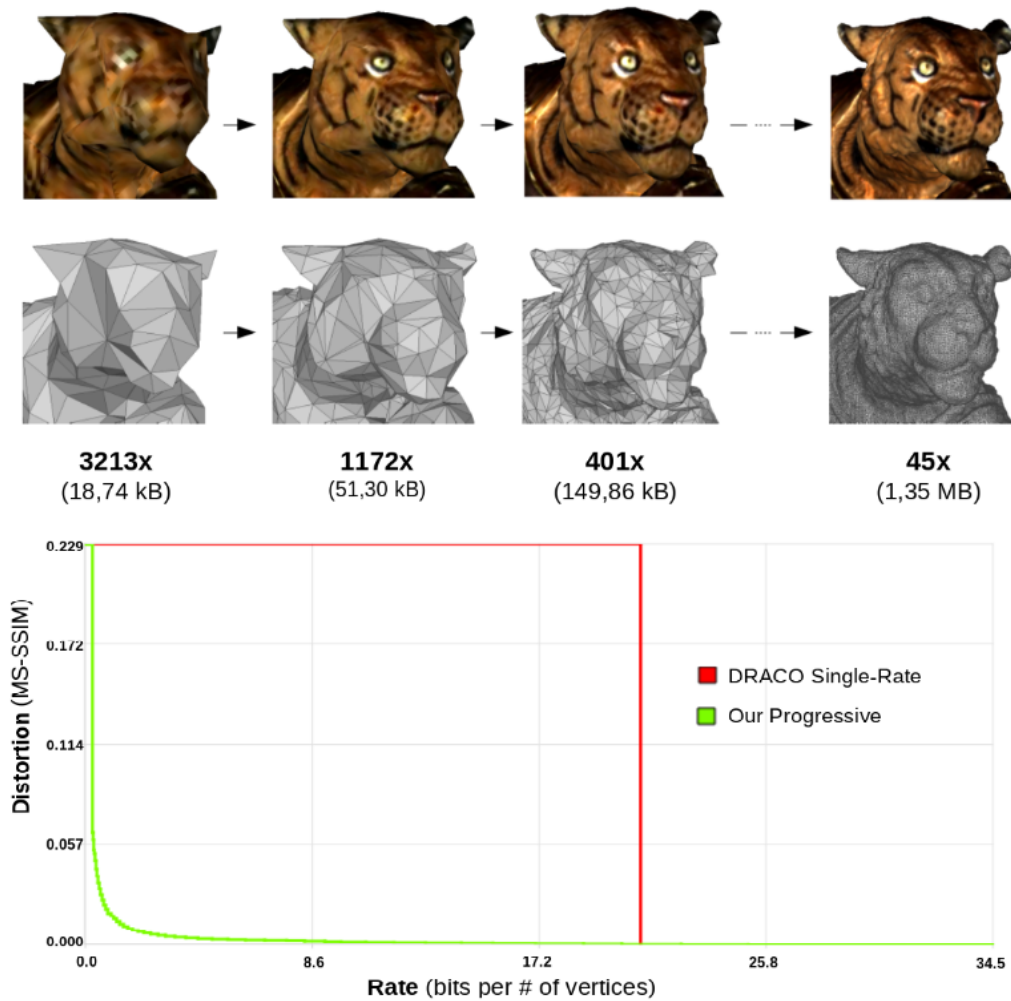 3213x
(18,74 kB)
1172x
(51,30 kB)
401x
(149,86 kB)
45x
(1,35 MB)
0.229
0.172
0.114
0.057
0.000
Distortion (MS-SSIM)
DRACO Single-Rate
Our Progressive
0.0
8.6
17.2
25.8
34.5
Rate (bits per # of vertices)